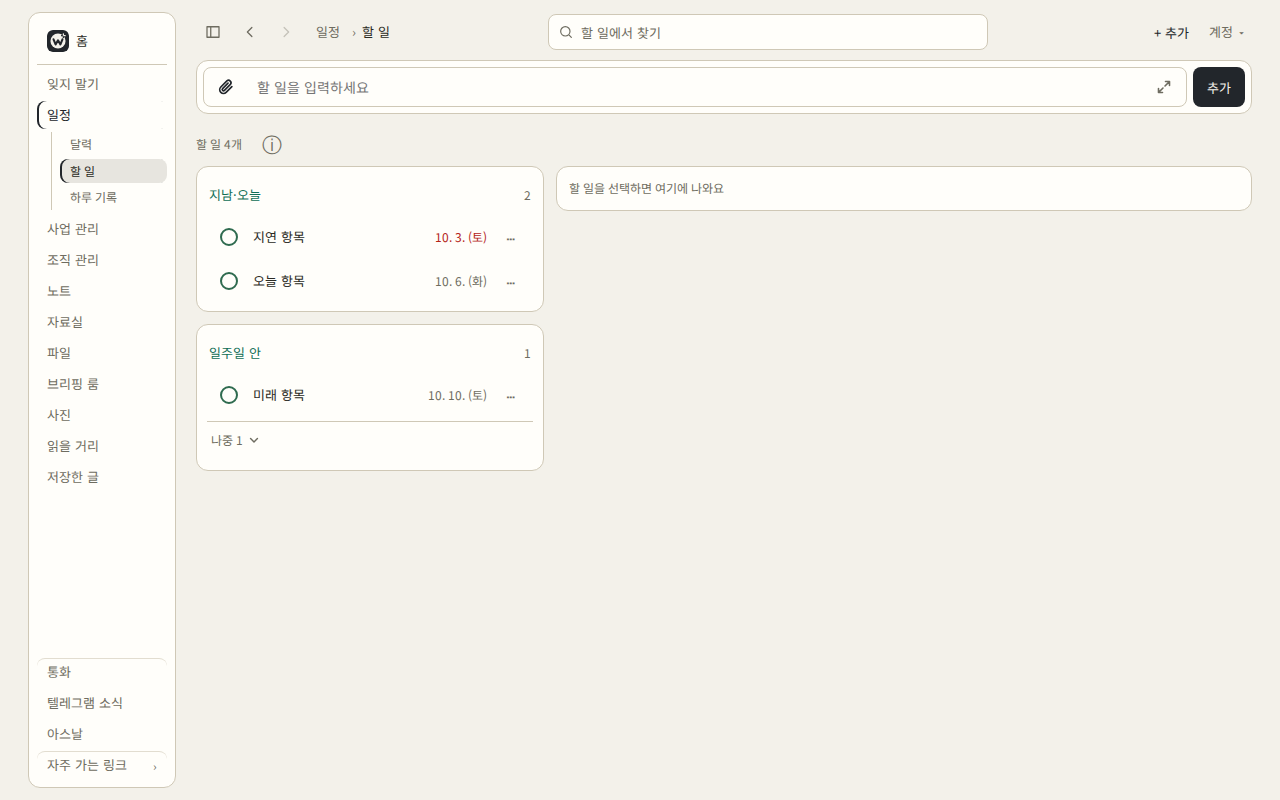 홈
잊지 말기
일정
달력
할 일
하루 기록
사업 관리
조직 관리
노트
자료실
파일
브리핑 룸
사진
읽을 거리
저장한 글
통화
텔레그램 소식
아스날
자주 가는 링크 ›
일정 › 할 일
할 일에서 찾기
+ 추가
계정
할 일을 입력하세요
추가
할 일 4개
지남·오늘 2
지연 항목 10. 3. (토) ...
오늘 항목 10. 6. (화) ...
일주일 안 1
미래 항목 10. 10. (토) ...
나중 1
할 일을 선택하면 여기에 나와요